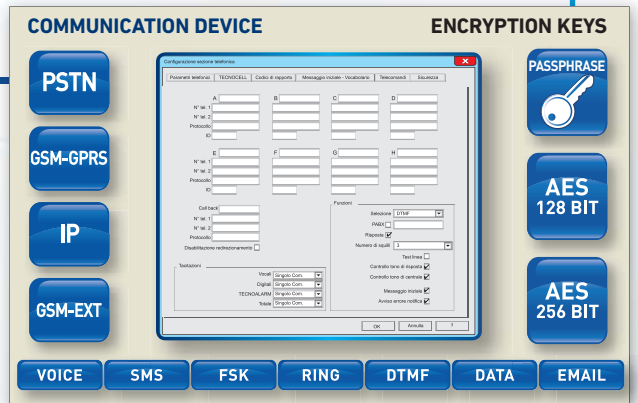 COMMUNICATION DEVICE
ENCRYPTION KEYS
PSTN
GSM-GPRS
IP
GSM-EXT
Configurazione sezione telefonica
Parametri telefonici TECNOCELL Codici di rapporto Messaggio iniziale - Vocabolario Telecomandi Sicurezza
A B C D
N° tel. 1
N° tel. 2
Protocollo
ID
E F G H
N° tel. 1
N° tel. 2
Protocollo
ID
Call back
N° tel. 1
N° tel. 2
Protocollo
Disabilitazione redirezionamento
Tacitazioni
Vocali Singolo Com.
Digitali Singolo Com.
TECNOALARM Singolo Com.
Totale Singolo Com.
Funzioni
Selezione DTMF
PABX
Risposta
Numero di squilli 3
Test linea
Controllo tono di risposta
Controllo tono di centrale
Messaggio iniziale
Avviso errore notifica
OK Annulla ?
PASSPHRASE
AES
128 BIT
AES
256 BIT
VOICE SMS FSK RING DTMF DATA EMAIL